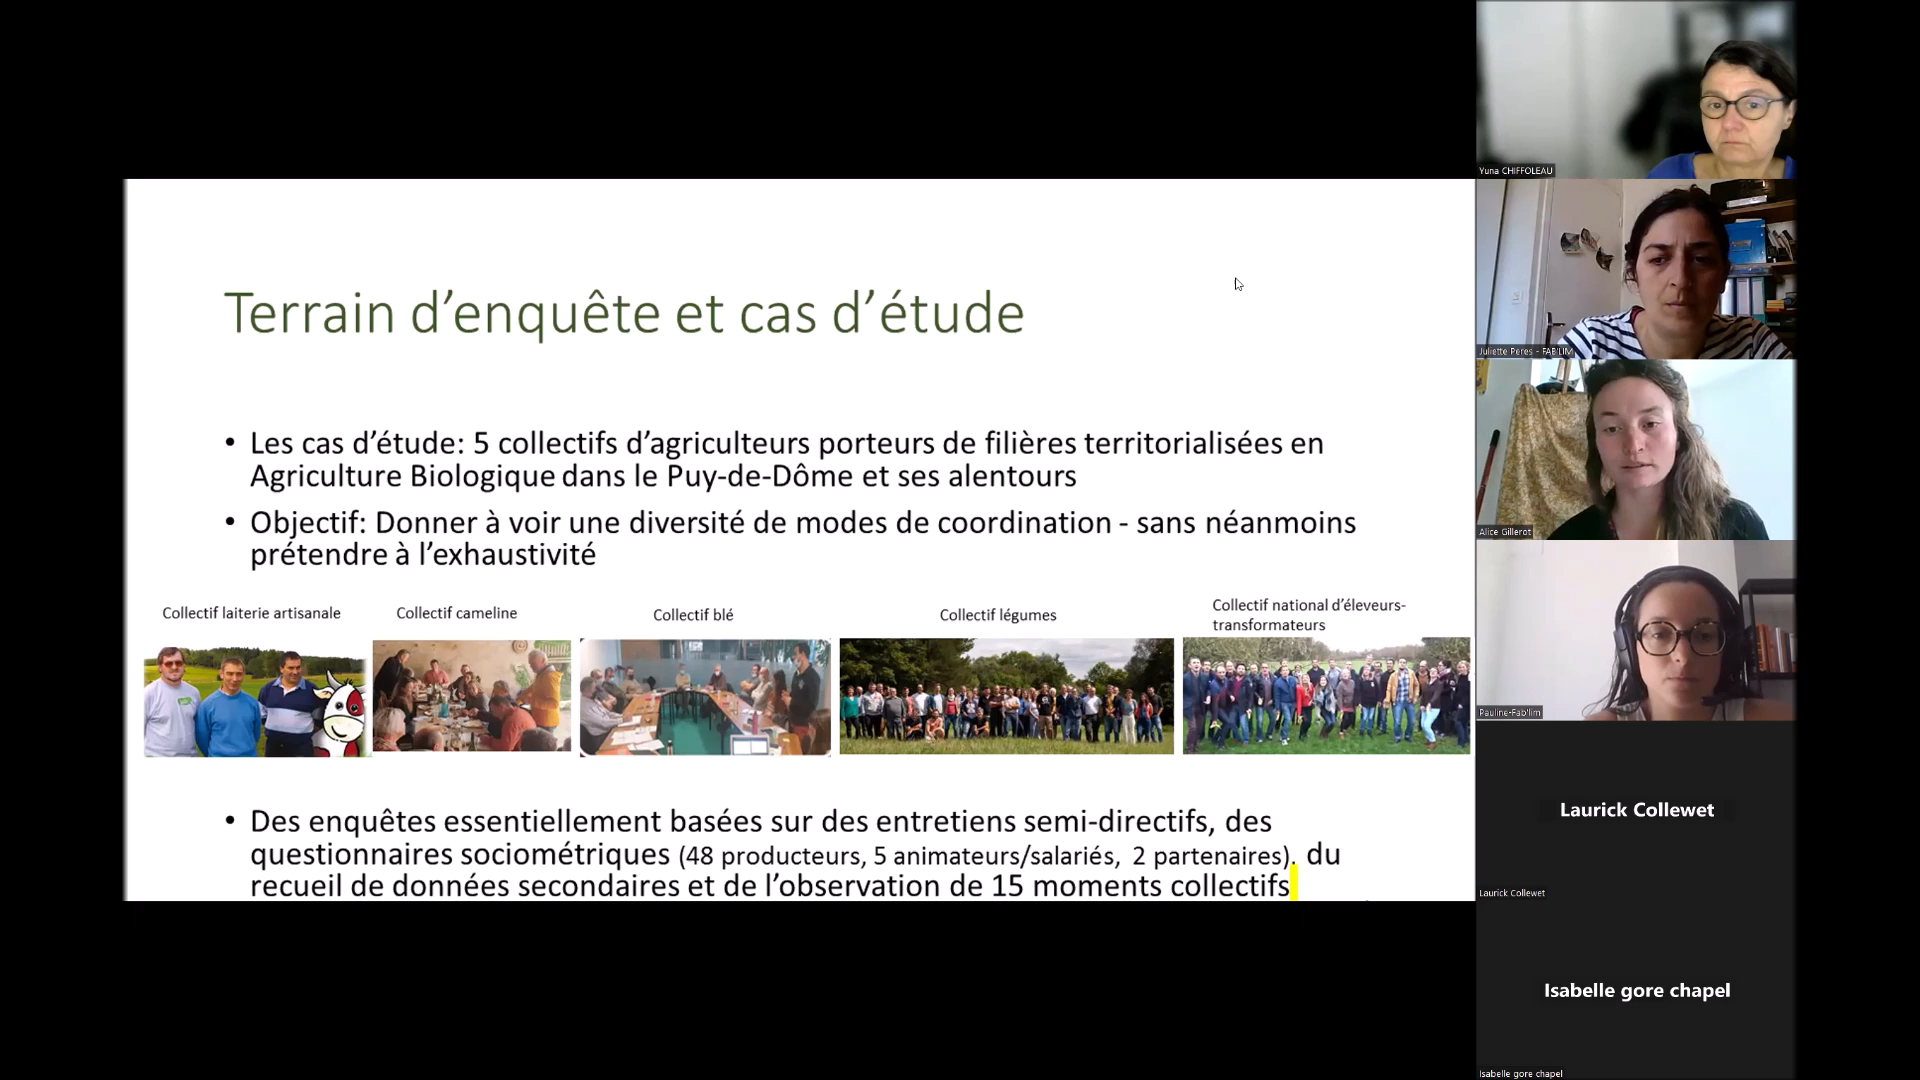 Terrain d’enquête et cas d’étude
• Les cas d’étude: 5 collectifs d’agriculteurs porteurs de filières territorialisées en
Agriculture Biologique dans le Puy-de-Dôme et ses alentours
• Objectif: Donner à voir une diversité de modes de coordination - sans néanmoins
prétendre à l’exhaustivité
Collectif laiterie artisanale
Collectif cameline
Collectif blé
Collectif légumes
Collectif national d’éleveurs-
transformateurs
• Des enquêtes essentiellement basées sur des entretiens semi-directifs, des
questionnaires sociométriques (48 producteurs, 5 animateurs/salariés, 2 partenaires). du
recueil de données secondaires et de l’observation de 15 moments collectifs
Yuna CHIFFOLEAU
Juliette Peres - FAB'LIM
Alice Gillerot
Pauline-Fab'lim
Laurick Collewet
Laurick Collewet
Isabelle gore chapel
Isabelle gore chapel